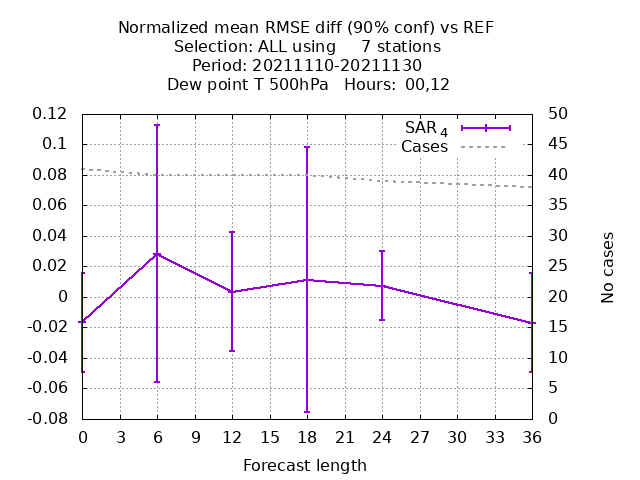 Normalized mean RMSE diff (90% conf) vs REF
Selection: ALL using 7 stations
Period: 20211110-20211130
Dew point T 500hPa Hours: 00,12
SAR 4
Cases
0.12
0.1
0.08
0.06
0.04
0.02
0
-0.02
-0.04
-0.06
-0.08
50
45
40
35
30
25
20
15
10
5
0
No cases
0 3 6 9 12 15 18 21 24 27 30 33 36
Forecast length